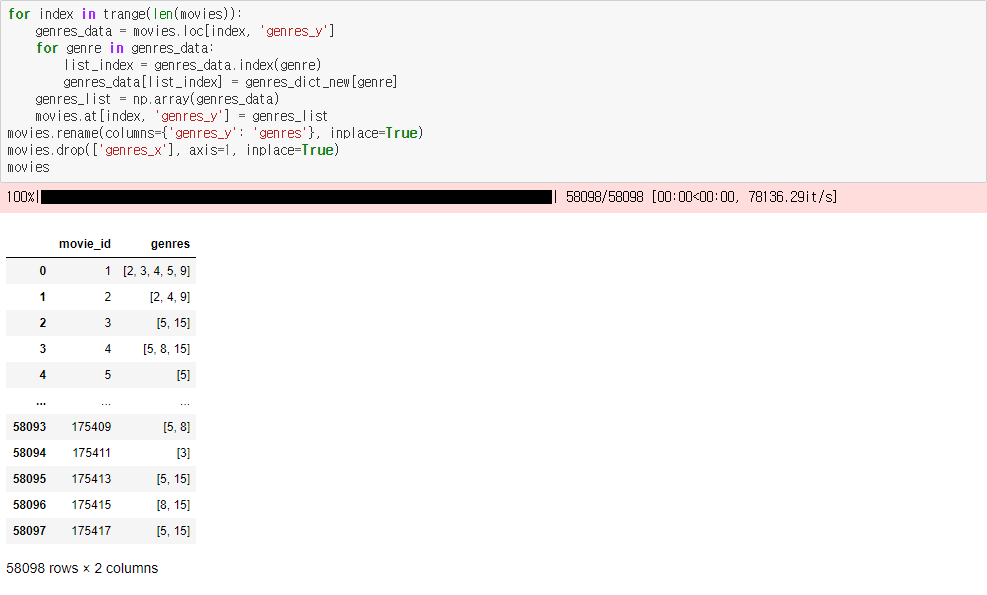 for index in trange(len(movies)):
    genres_data = movies.loc[index, 'genres_y']
    for genre in genres_data:
        list_index = genres_data.index(genre)
        genres_data[list_index] = genres_dict_new[genre]
    genres_list = np.array(genres_data)
    movies.at[index, 'genres_y'] = genres_list
movies.rename(columns={'genres_y': 'genres'}, inplace=True)
movies.drop(['genres_x'], axis=1, inplace=True)
movies
100%|██████████| 58098/58098 [00:00<00:00, 78136.29it/s]
movie_id genres
0 1 [2, 3, 4, 5, 9]
1 2 [2, 4, 9]
2 3 [5, 15]
3 4 [5, 8, 15]
4 5 [5]
... ... ...
58093 175409 [5, 8]
58094 175411 [3]
58095 175413 [5, 15]
58096 175415 [8, 15]
58097 175417 [5, 15]
58098 rows × 2 columns